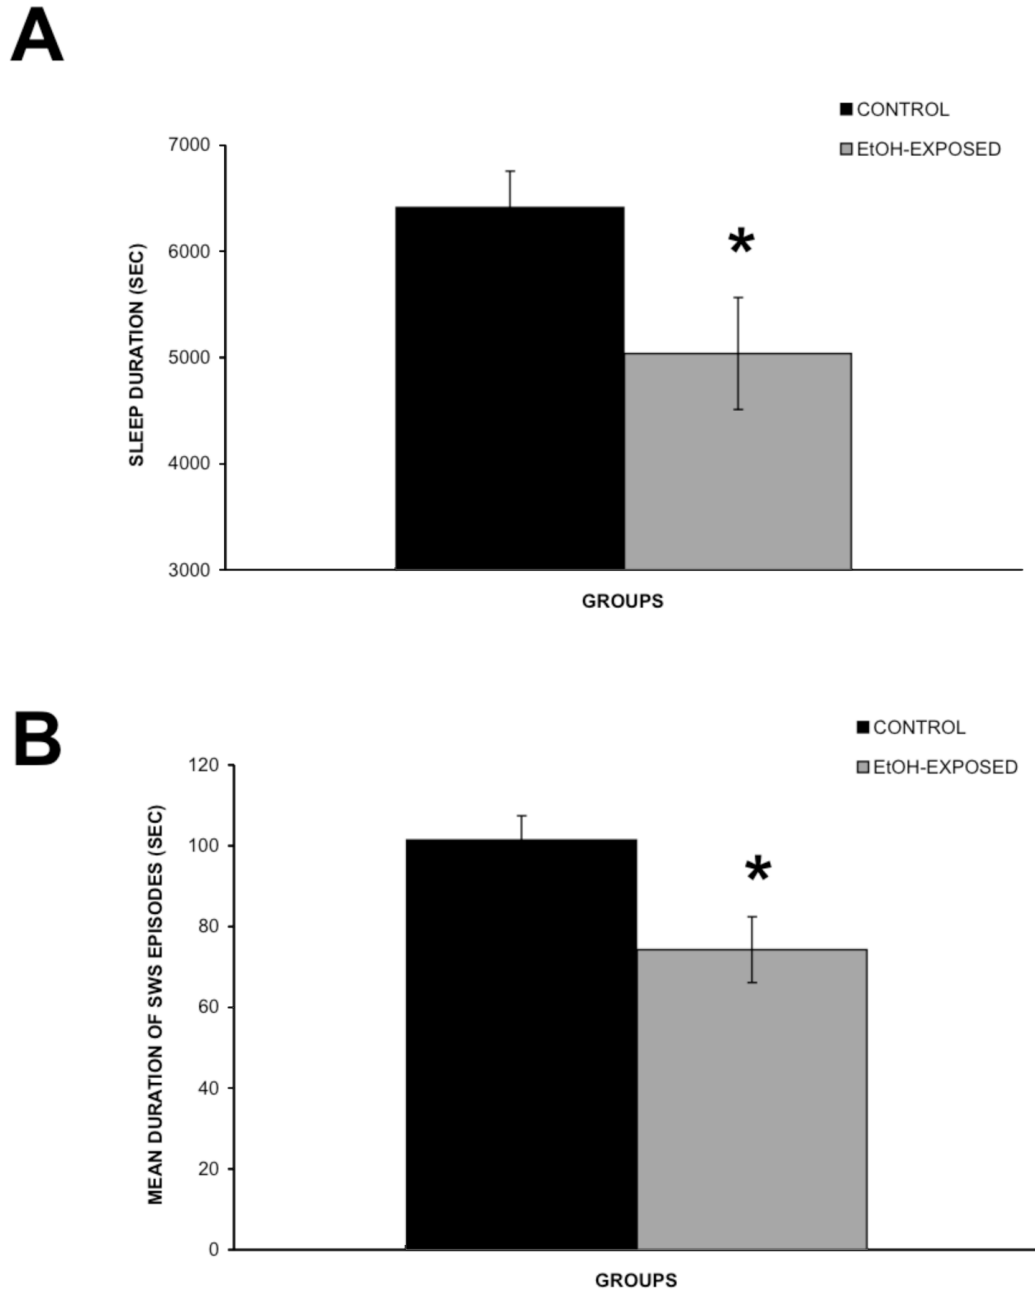 A
CONTROL
EtOH-EXPOSED
7000
6000
5000
4000
3000
SLEEP DURATION (SEC)
*
GROUPS
B
CONTROL
EtOH-EXPOSED
120
100
80
60
40
20
0
MEAN DURATION OF SWS EPISODES (SEC)
*
GROUPS